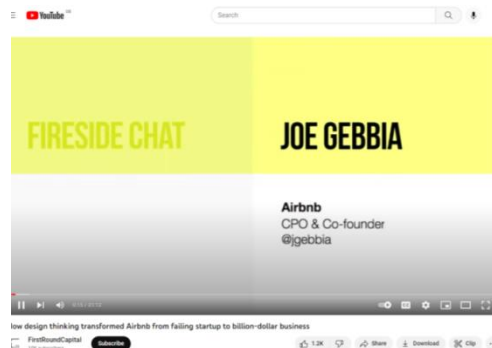 YouTube
Search
FIRESIDE CHAT
JOE GEBBIA
Airbnb
CPO & Co-founder
@jgebbia
How design thinking transformed Airbnb from failing startup to billion-dollar business
FirstRoundCapital
Subscribe
1.2K
Share
Download
Clip